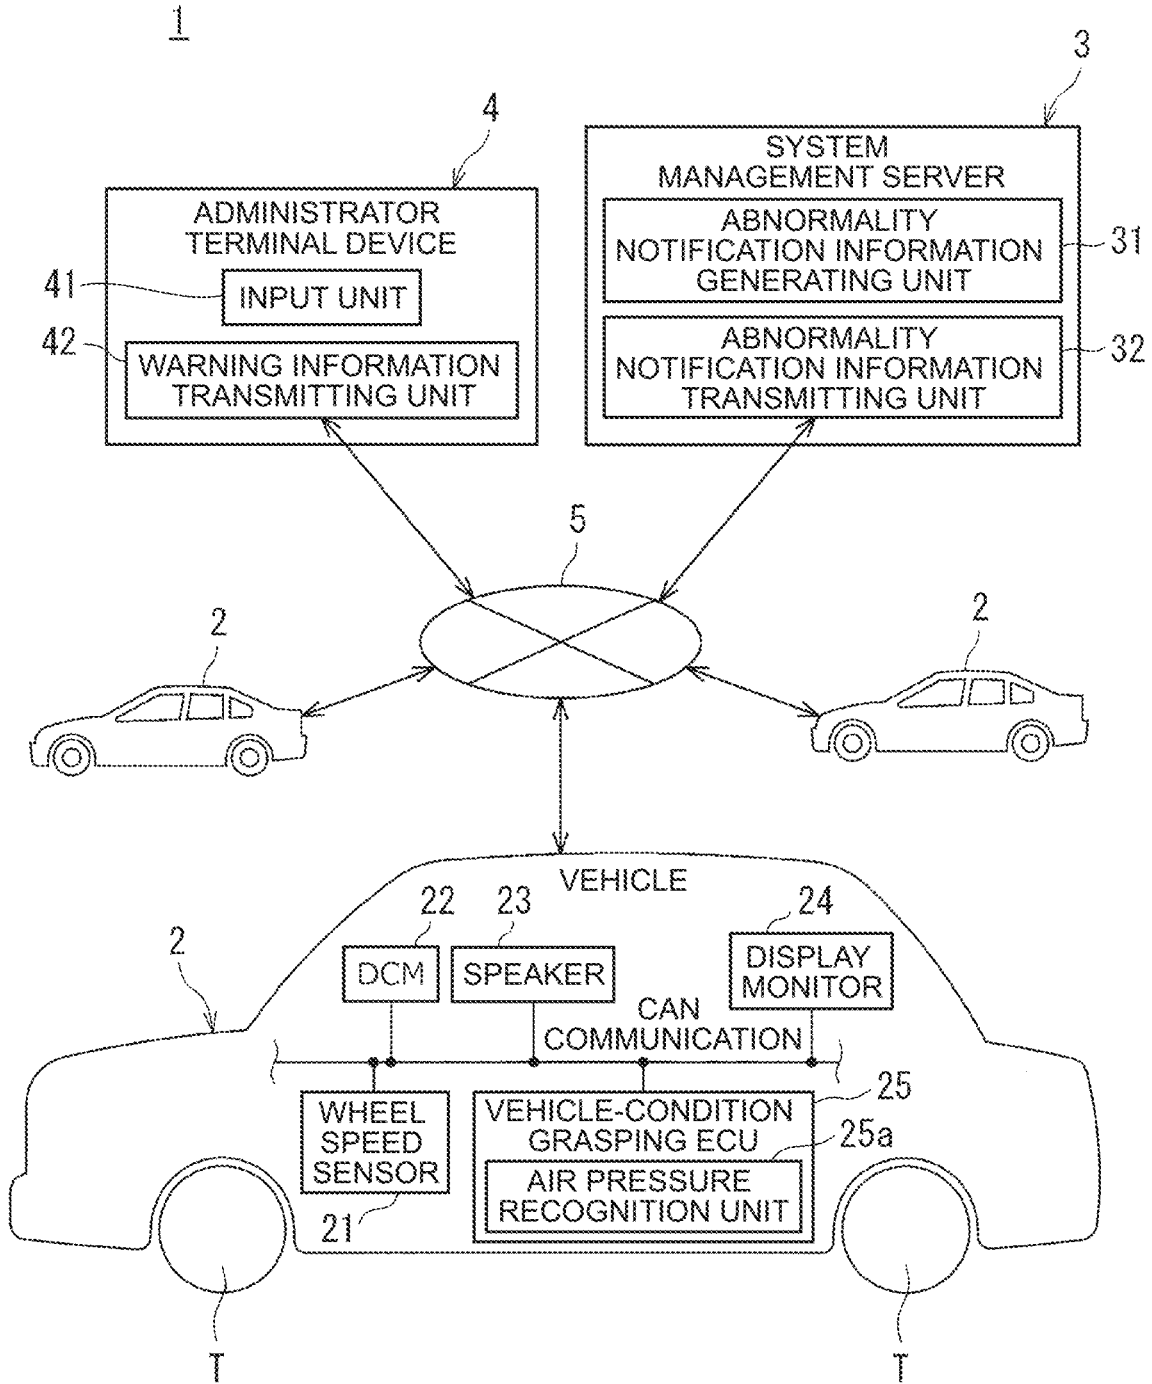 1
3
4
SYSTEM
MANAGEMENT SERVER
ADMINISTRATOR
TERMINAL DEVICE
ABNORMALITY
NOTIFICATION INFORMATION
GENERATING UNIT
31
41
INPUT UNIT
42
WARNING INFORMATION
TRANSMITTING UNIT
ABNORMALITY
NOTIFICATION INFORMATION
TRANSMITTING UNIT
32
5
2
2
VEHICLE
22
23
24
2
DCM
SPEAKER
DISPLAY
MONITOR
CAN
COMMUNICATION
WHEEL
SPEED
SENSOR
21
VEHICLE-CONDITION
GRASPING ECU
25
25a
AIR PRESSURE
RECOGNITION UNIT
T
T